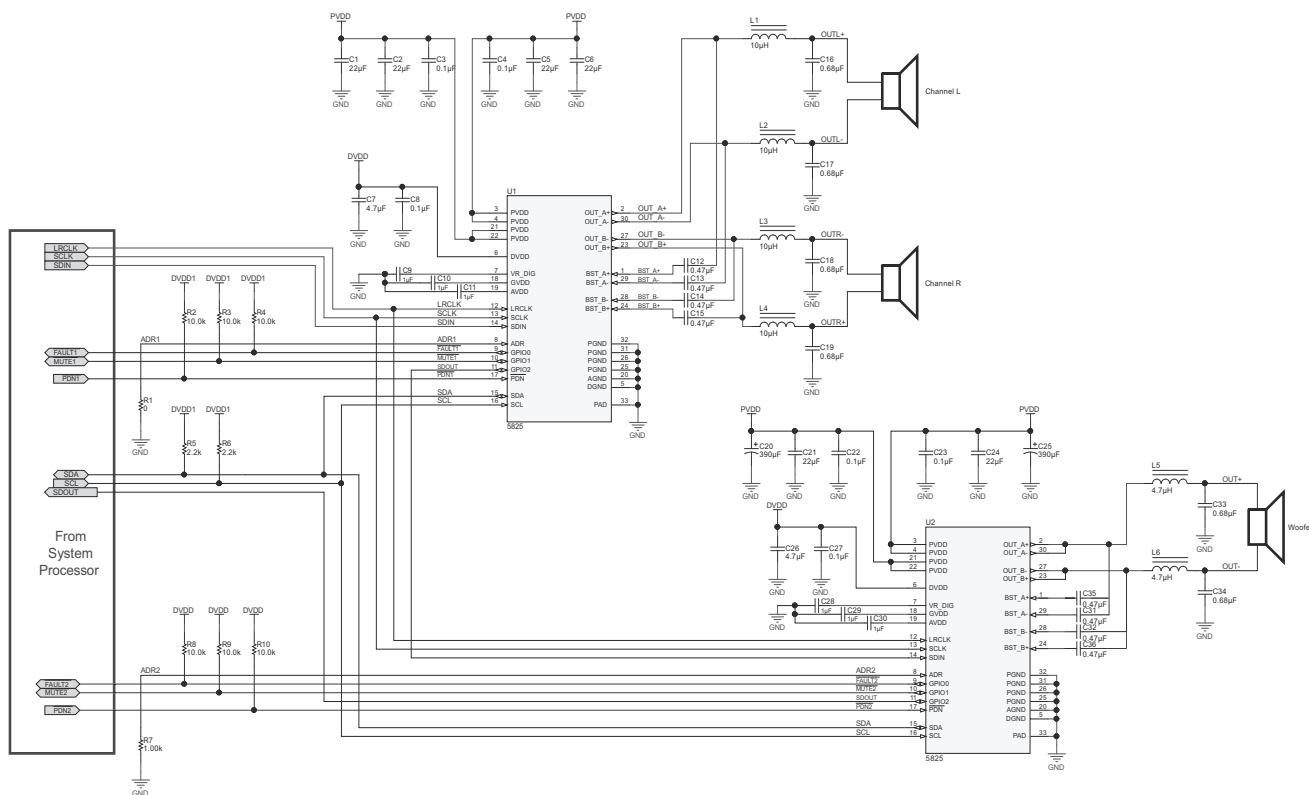 PVDD
PVDD
C1
22µF
C2
22µF
C3
0.1µF
C4
0.1µF
C5
22µF
C6
22µF
GND
GND
GND
GND
GND
GND
L1
10µH
OUTL+
C16
0.68µF
GND
Channel L
L2
10µH
OUTL-
C17
0.68µF
GND
DVDD
C7
4.7µF
C8
0.1µF
GND
GND
U1
3 PVDD
4 PVDD
21 PVDD
22 PVDD
6 DVDD
7 VR_DIG
18 GVDD
19 AVDD
12 LRCLK
13 SCLK
14 SDIN
8 ADR
9 GPIO0
10 GPIO1
11 GPIO2
17 PDN
15 SDA
16 SCL
OUT_A+ 2 OUT_A+
OUT_A- 30 OUT_A-
OUT_B- 27 OUT_B-
OUT_B+ 23 OUT_B+
BST_A+ 1 BST_A+
BST_A- 29 BST_A-
BST_B- 28 BST_B-
BST_B+ 24 BST_B+
PGND 32
PGND 31
PGND 26
PGND 25
AGND 20
DGND 5
PAD 33
5825
GND
C12
0.47µF
C13
0.47µF
C14
0.47µF
C15
0.47µF
L3
10µH
OUTR-
C18
0.68µF
GND
Channel R
L4
10µH
OUTR+
C19
0.68µF
GND
GND
C9
1µF
C10
1µF
C11
1µF
LRCLK
SCLK
SDIN
LRCLK
SCLK
SDIN
DVDD1
DVDD1
DVDD1
R2
10.0k
R3
10.0k
R4
10.0k
ADR1
ADR1
FAULT1
MUTE1
PDN1
FAULT1
MUTE1
SDOUT
PDN1
SDA
SCL
R1
0
GND
DVDD1
DVDD1
R5
2.2k
R6
2.2k
SDA
SCL
SDOUT
From
System
Processor
PVDD
PVDD
C20
390µF
C21
22µF
C22
0.1µF
C23
0.1µF
C24
22µF
C25
390µF
GND
GND
GND
GND
GND
GND
DVDD
C26
4.7µF
C27
0.1µF
GND
GND
U2
3 PVDD
4 PVDD
21 PVDD
22 PVDD
6 DVDD
7 VR_DIG
18 GVDD
19 AVDD
12 LRCLK
13 SCLK
14 SDIN
8 ADR
9 GPIO0
10 GPIO1
11 GPIO2
17 PDN
15 SDA
16 SCL
OUT_A+ 2
OUT_A- 30
OUT_B- 27
OUT_B+ 23
BST_A+ 1
BST_A- 29
BST_B- 28
BST_B+ 24
PGND 32
PGND 31
PGND 26
PGND 25
AGND 20
DGND 5
PAD 33
5825
GND
L5
4.7µH
OUT+
C33
0.68µF
GND
Woofe
L6
4.7µH
OUT-
C34
0.68µF
GND
C35
0.47µF
C31
0.47µF
C32
0.47µF
C36
0.47µF
GND
C28
1µF
C29
1µF
C30
1µF
DVDD
DVDD
DVDD
R8
10.0k
R9
10.0k
R10
10.0k
ADR2
ADR2
FAULT2
MUTE2
PDN2
FAULT2
MUTE2
SDOUT
PDN2
SDA
SCL
R7
1.00k
GND